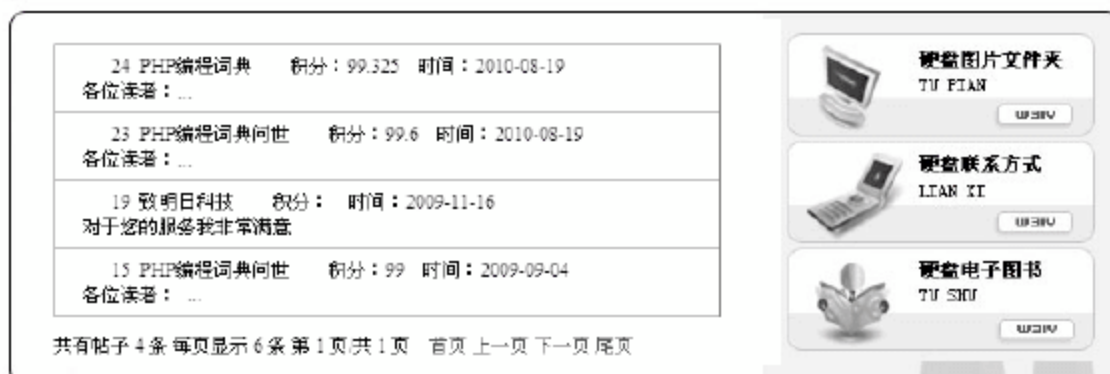 24 PHP编程词典 积分：99.325 时间：2010-08-19
各位读者：...
23 PHP编程词典问世 积分：99.6 时间：2010-08-19
各位读者：...
19 致明日科技 积分： 时间：2009-11-16
对于您的服务我非常满意
15 PHP编程词典问世 积分：99 时间：2009-09-04
各位读者： ...
共有帖子 4 条 每页显示 6 条 第 1 页/共 1 页 首页 上一页 下一页 尾页
硬盘图片文件夹
TU PIAN
VIEW
硬盘联系方式
LIAN XI
VIEW
硬盘电子图书
TU SHU
VIEW